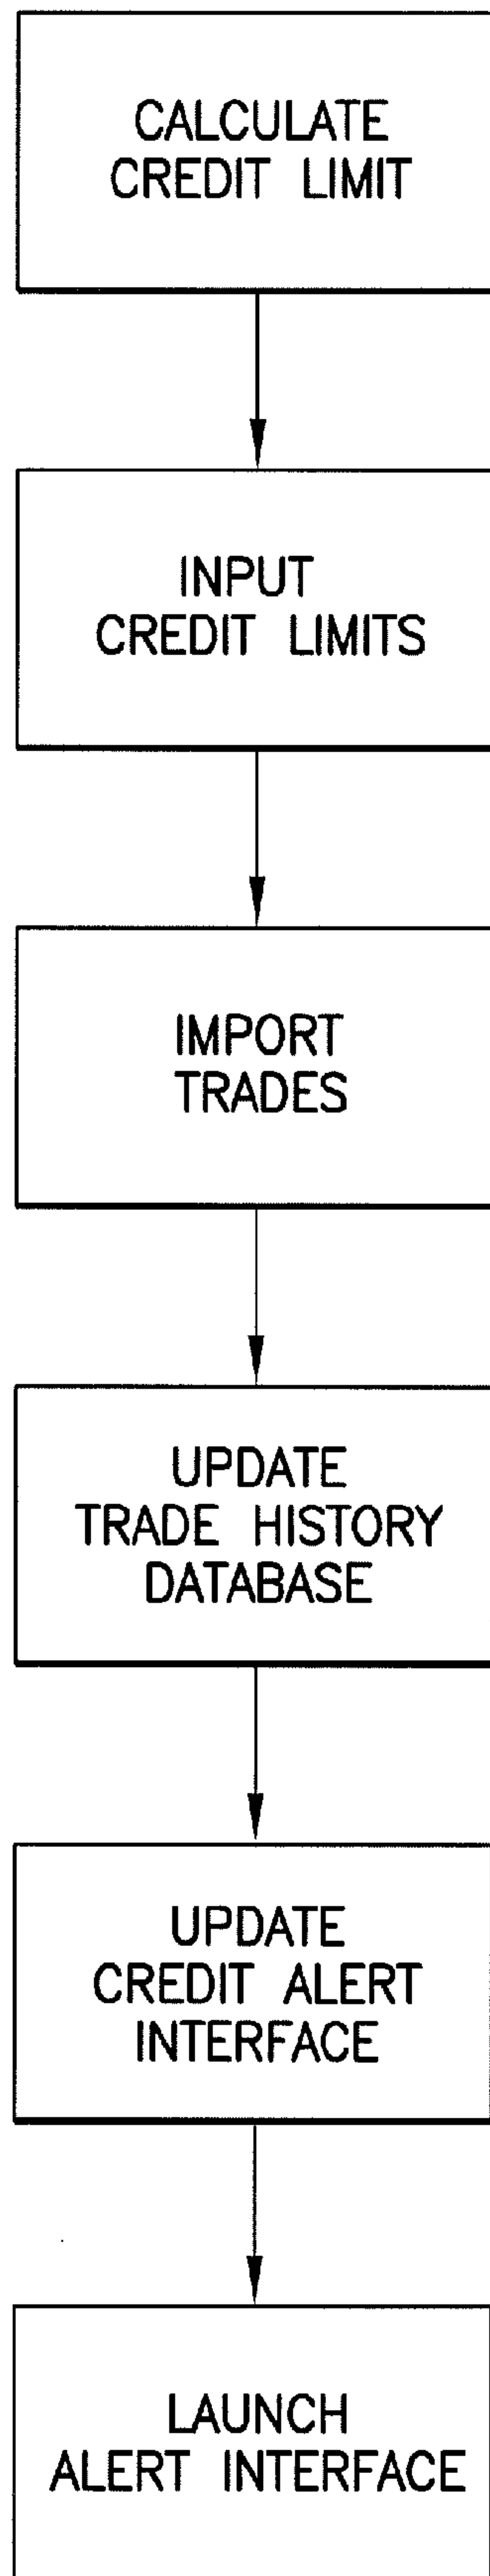 CALCULATE
CREDIT LIMIT
INPUT
CREDIT LIMITS
IMPORT
TRADES
UPDATE
TRADE HISTORY
DATABASE
UPDATE
CREDIT ALERT
INTERFACE
LAUNCH
ALERT INTERFACE